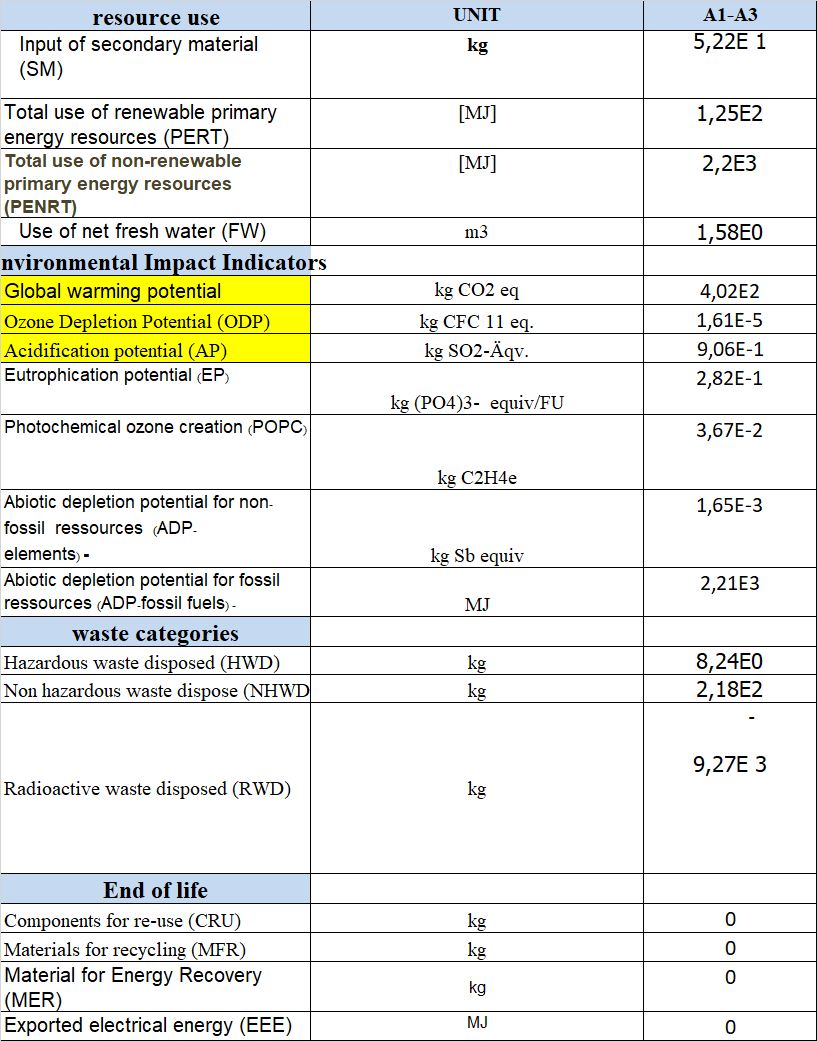 resource use UNIT A1-A3
Input of secondary material kg 5,22E 1
(SM)
Total use of renewable primary [MJ] 1,25E2
energy resources (PERT)
Total use of non-renewable [MJ] 2,2E3
primary energy resources
(PENRT)
Use of net fresh water (FW) m3 1,58E0
nvironmental Impact Indicators
Global warming potential kg CO2 eq 4,02E2
Ozone Depletion Potential (ODP) kg CFC 11 eq. 1,61E-5
Acidification potential (AP) kg SO2-Äqv. 9,06E-1
Eutrophication potential (EP) 2,82E-1
kg (PO4)3- equiv/FU
Photochemical ozone creation (POPC) 3,67E-2
kg C2H4e
Abiotic depletion potential for non- 1,65E-3
fossil ressources (ADP-
elements) - kg Sb equiv
Abiotic depletion potential for fossil 2,21E3
ressources (ADP-fossil fuels) - MJ
waste categories
Hazardous waste disposed (HWD) kg 8,24E0
Non hazardous waste dispose (NHWD kg 2,18E2
-
9,27E 3
Radioactive waste disposed (RWD) kg
End of life
Components for re-use (CRU) kg 0
Materials for recycling (MFR) kg 0
Material for Energy Recovery kg 0
(MER)
Exported electrical energy (EEE) MJ 0